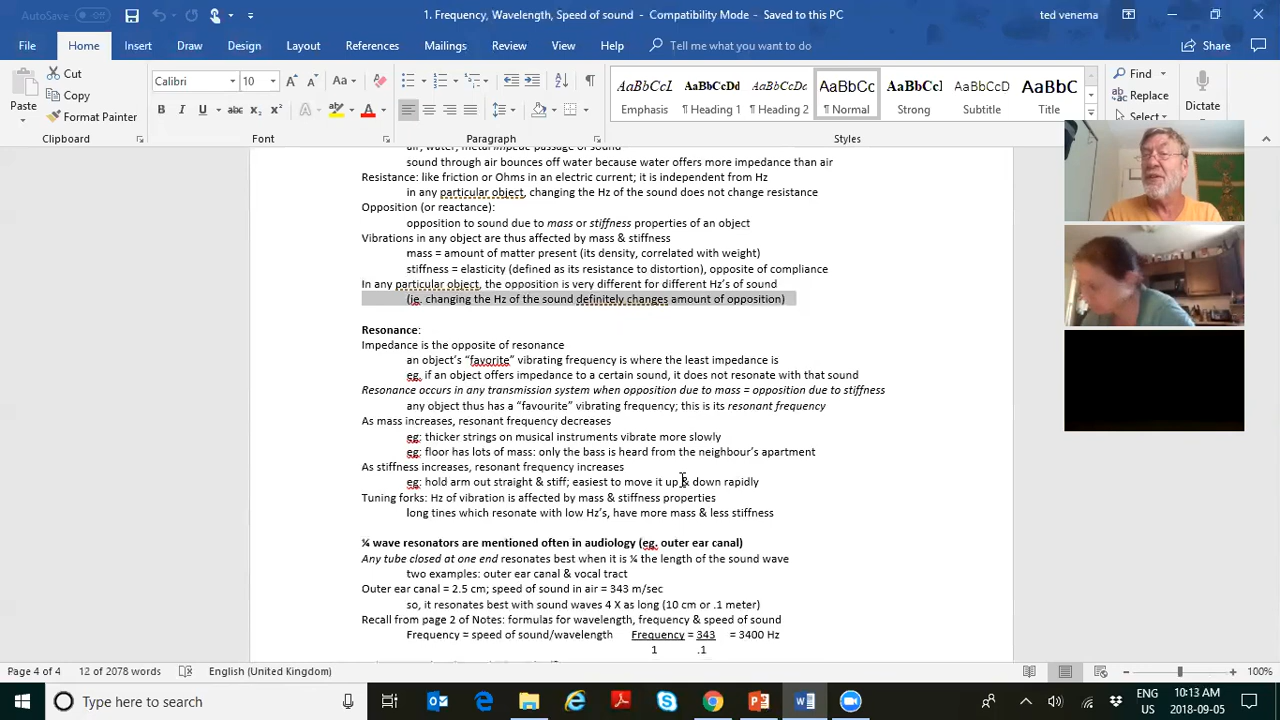 AutoSave Off
1. Frequency, Wavelength, Speed of sound - Compatibility Mode - Saved to this PC
ted venema
File Home Insert Draw Design Layout References Mailings Review View Help Tell me what you want to do Share
Paste
Cut
Copy
Format Painter
Calibri 10
Clipboard Font Paragraph Styles
AaBbCcL Emphasis
AaBbCcDd ¶ Heading 1
AaBbCcDd ¶ Heading 2
AaBbCc ¶ Normal
AaBbCcI Strong
AaBbCcDd Subtitle
AaBbCc Title
Find
Replace
Select
Dictate
air, water, metal impede passage of sound
sound through air bounces off water because water offers more impedance than air
Resistance: like friction or Ohms in an electric current; it is independent from Hz
in any particular object, changing the Hz of the sound does not change resistance
Opposition (or reactance):
opposition to sound due to mass or stiffness properties of an object
Vibrations in any object are thus affected by mass & stiffness
mass = amount of matter present (its density, correlated with weight)
stiffness = elasticity (defined as its resistance to distortion), opposite of compliance
In any particular object, the opposition is very different for different Hz's of sound
(ie. changing the Hz of the sound definitely changes amount of opposition)
Resonance:
Impedance is the opposite of resonance
an object's "favorite" vibrating frequency is where the least impedance is
eg. if an object offers impedance to a certain sound, it does not resonate with that sound
Resonance occurs in any transmission system when opposition due to mass = opposition due to stiffness
any object thus has a "favourite" vibrating frequency; this is its resonant frequency
As mass increases, resonant frequency decreases
eg: thicker strings on musical instruments vibrate more slowly
eg: floor has lots of mass: only the bass is heard from the neighbour's apartment
As stiffness increases, resonant frequency increases
eg: hold arm out straight & stiff; easiest to move it up & down rapidly
Tuning forks: Hz of vibration is affected by mass & stiffness properties
long tines which resonate with low Hz's, have more mass & less stiffness
¼ wave resonators are mentioned often in audiology (eg. outer ear canal)
Any tube closed at one end resonates best when it is ¼ the length of the sound wave
two examples: outer ear canal & vocal tract
Outer ear canal = 2.5 cm; speed of sound in air = 343 m/sec
so, it resonates best with sound waves 4 X as long (10 cm or .1 meter)
Recall from page 2 of Notes: formulas for wavelength, frequency & speed of sound
Frequency = speed of sound/wavelength Frequency = 343 = 3400 Hz
1 .1
Page 4 of 4 12 of 2078 words English (United Kingdom) 100%
Type here to search
ENG
US
10:13 AM
2018-09-05